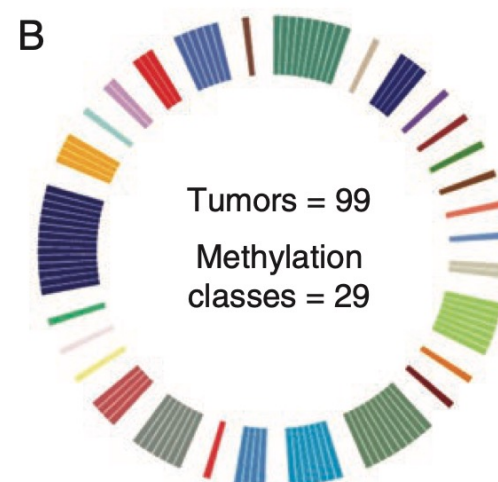 B
Tumors = 99
Methylation
classes = 29